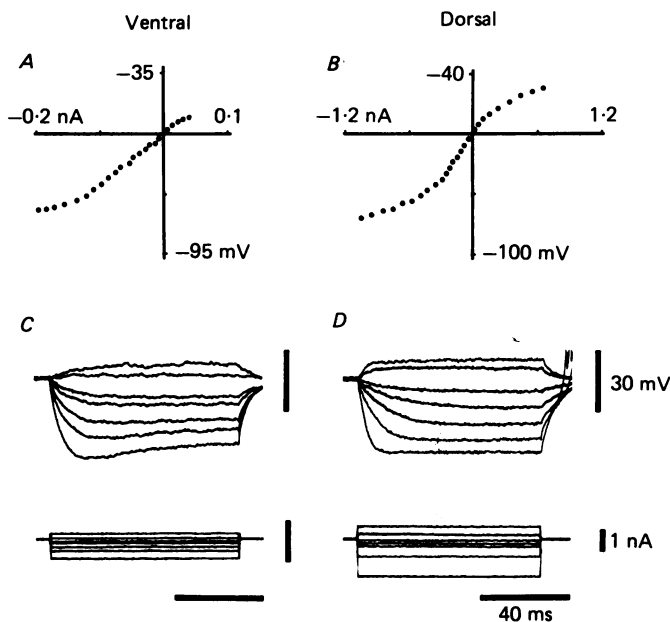 Ventral
Dorsal
A
−35
−0·2 nA
0.1
−95 mV
B
−40
−1·2 nA
1.2
−100 mV
C
D
30 mV
1 nA
40 ms